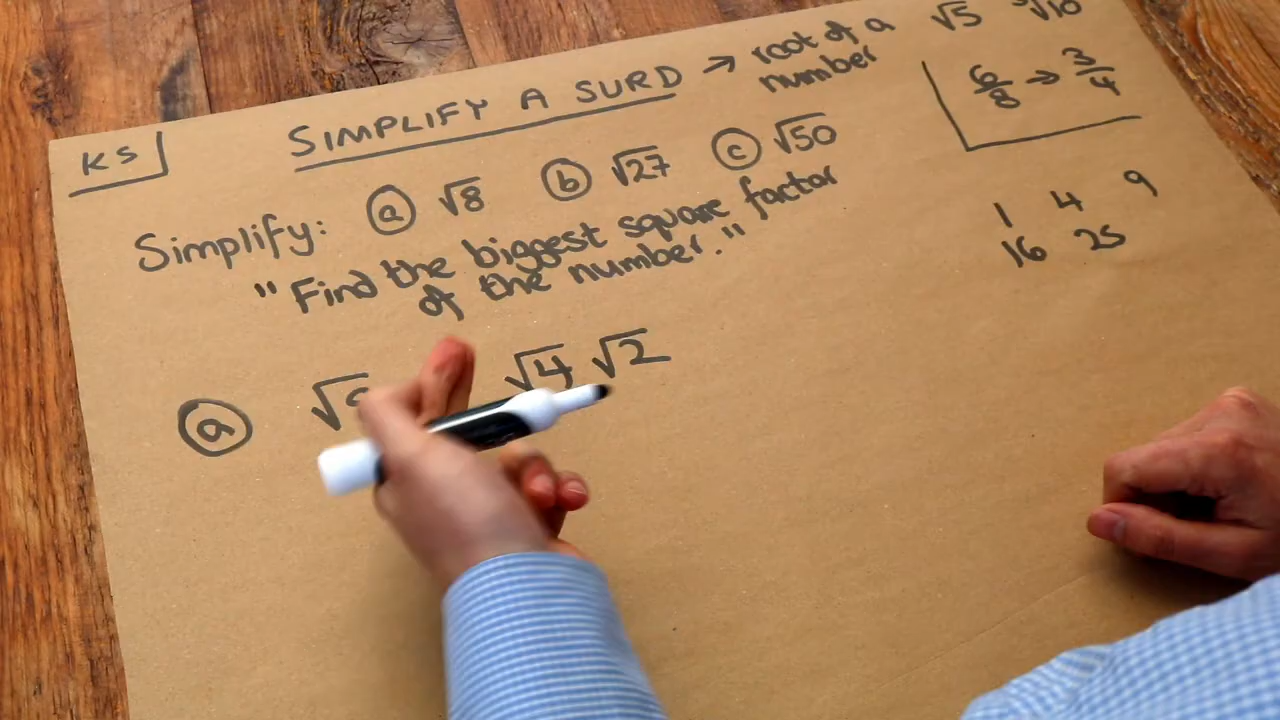 KS
SIMPLIFY A SURD → root of a number
√5 ∛10
6/8 → 3/4
Simplify: ⓐ √8 ⓑ √27 ⓒ √50
"Find the biggest square factor
of the number."
1 4 9
16 25
ⓐ √8 √4 √2